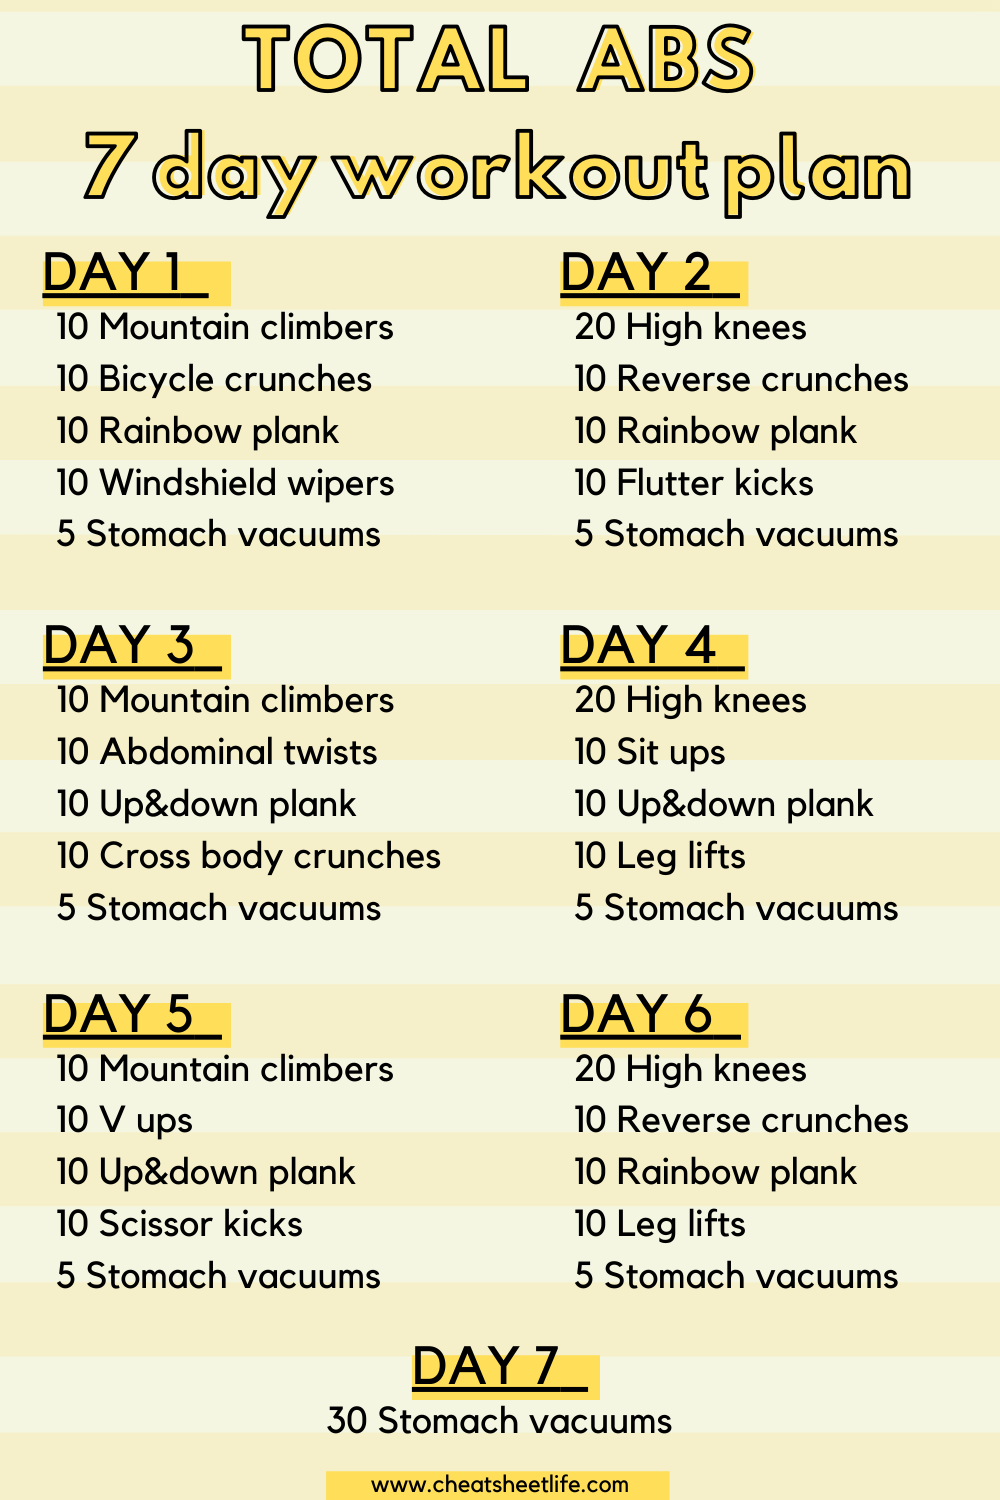 TOTAL ABS
7 day workout plan
DAY 1
10 Mountain climbers
10 Bicycle crunches
10 Rainbow plank
10 Windshield wipers
5 Stomach vacuums
DAY 2
20 High knees
10 Reverse crunches
10 Rainbow plank
10 Flutter kicks
5 Stomach vacuums
DAY 3
10 Mountain climbers
10 Abdominal twists
10 Up&down plank
10 Cross body crunches
5 Stomach vacuums
DAY 4
20 High knees
10 Sit ups
10 Up&down plank
10 Leg lifts
5 Stomach vacuums
DAY 5
10 Mountain climbers
10 V ups
10 Up&down plank
10 Scissor kicks
5 Stomach vacuums
DAY 6
20 High knees
10 Reverse crunches
10 Rainbow plank
10 Leg lifts
5 Stomach vacuums
DAY 7
30 Stomach vacuums
www.cheatsheetlife.com